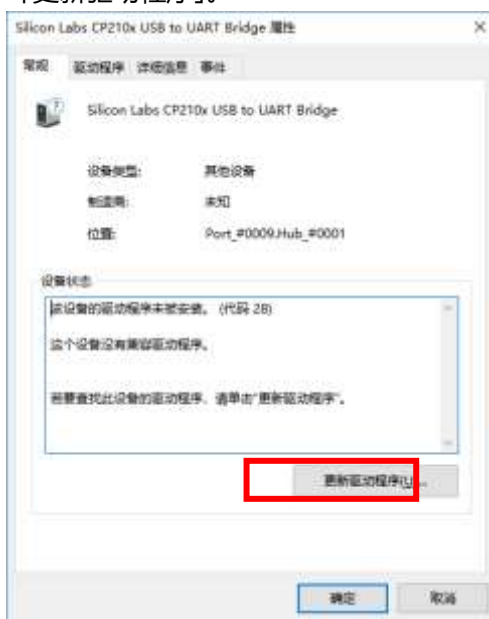 Silicon Labs CP210x USB to UART Bridge 属性
常规 驱动程序 详细信息 事件
Silicon Labs CP210x USB to UART Bridge
设备类型: 其他设备
制造商: 未知
位置: Port_#0009.Hub_#0001
设备状态
该设备的驱动程序未被安装。 (代码 28)
这个设备没有兼容驱动程序。
若要查找此设备的驱动程序，请单击"更新驱动程序"。
更新驱动程序(U)...
确定 取消